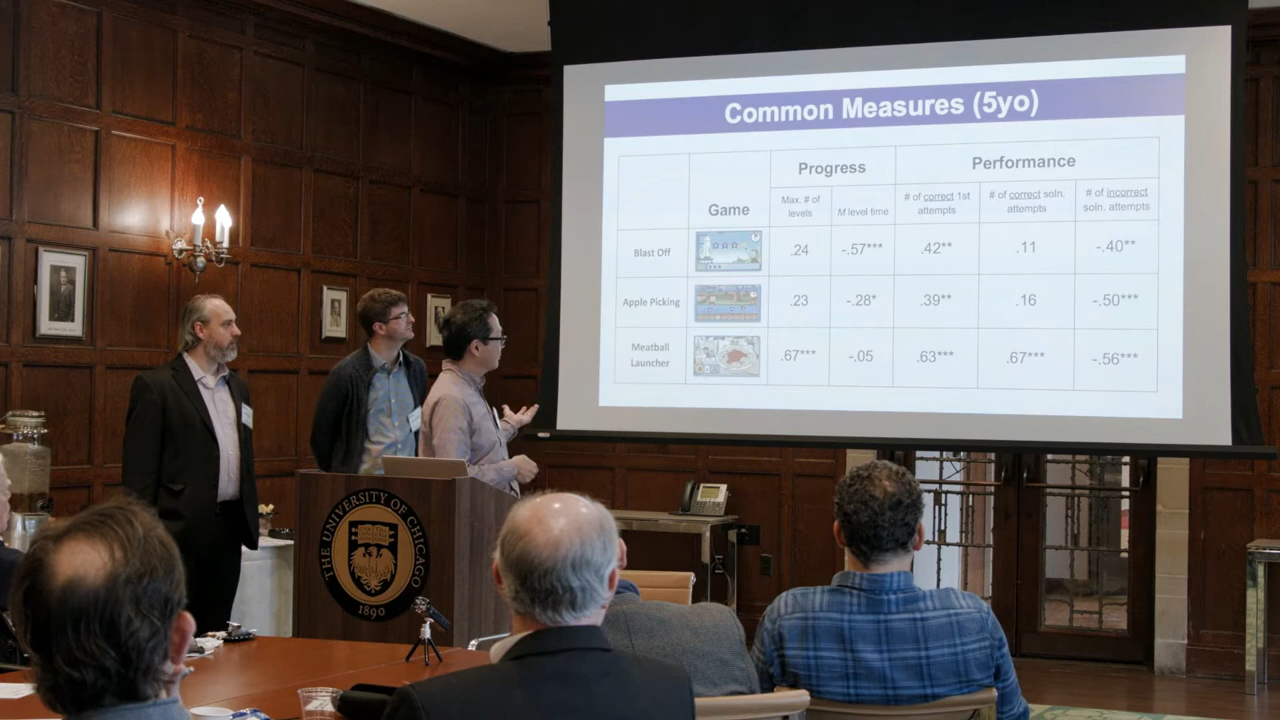 Common Measures (5yo)
Game
Progress
Performance
Max. # of
levels
M level time
# of correct 1st
attempts
# of correct soln.
attempts
# of incorrect
soln. attempts
Blast Off
.24
-.57***
.42**
.11
-.40**
Apple Picking
.23
-.28*
.39**
.16
-.50***
Meatball
Launcher
.67***
-.05
.63***
.67***
-.56***
THE UNIVERSITY OF CHICAGO
1890